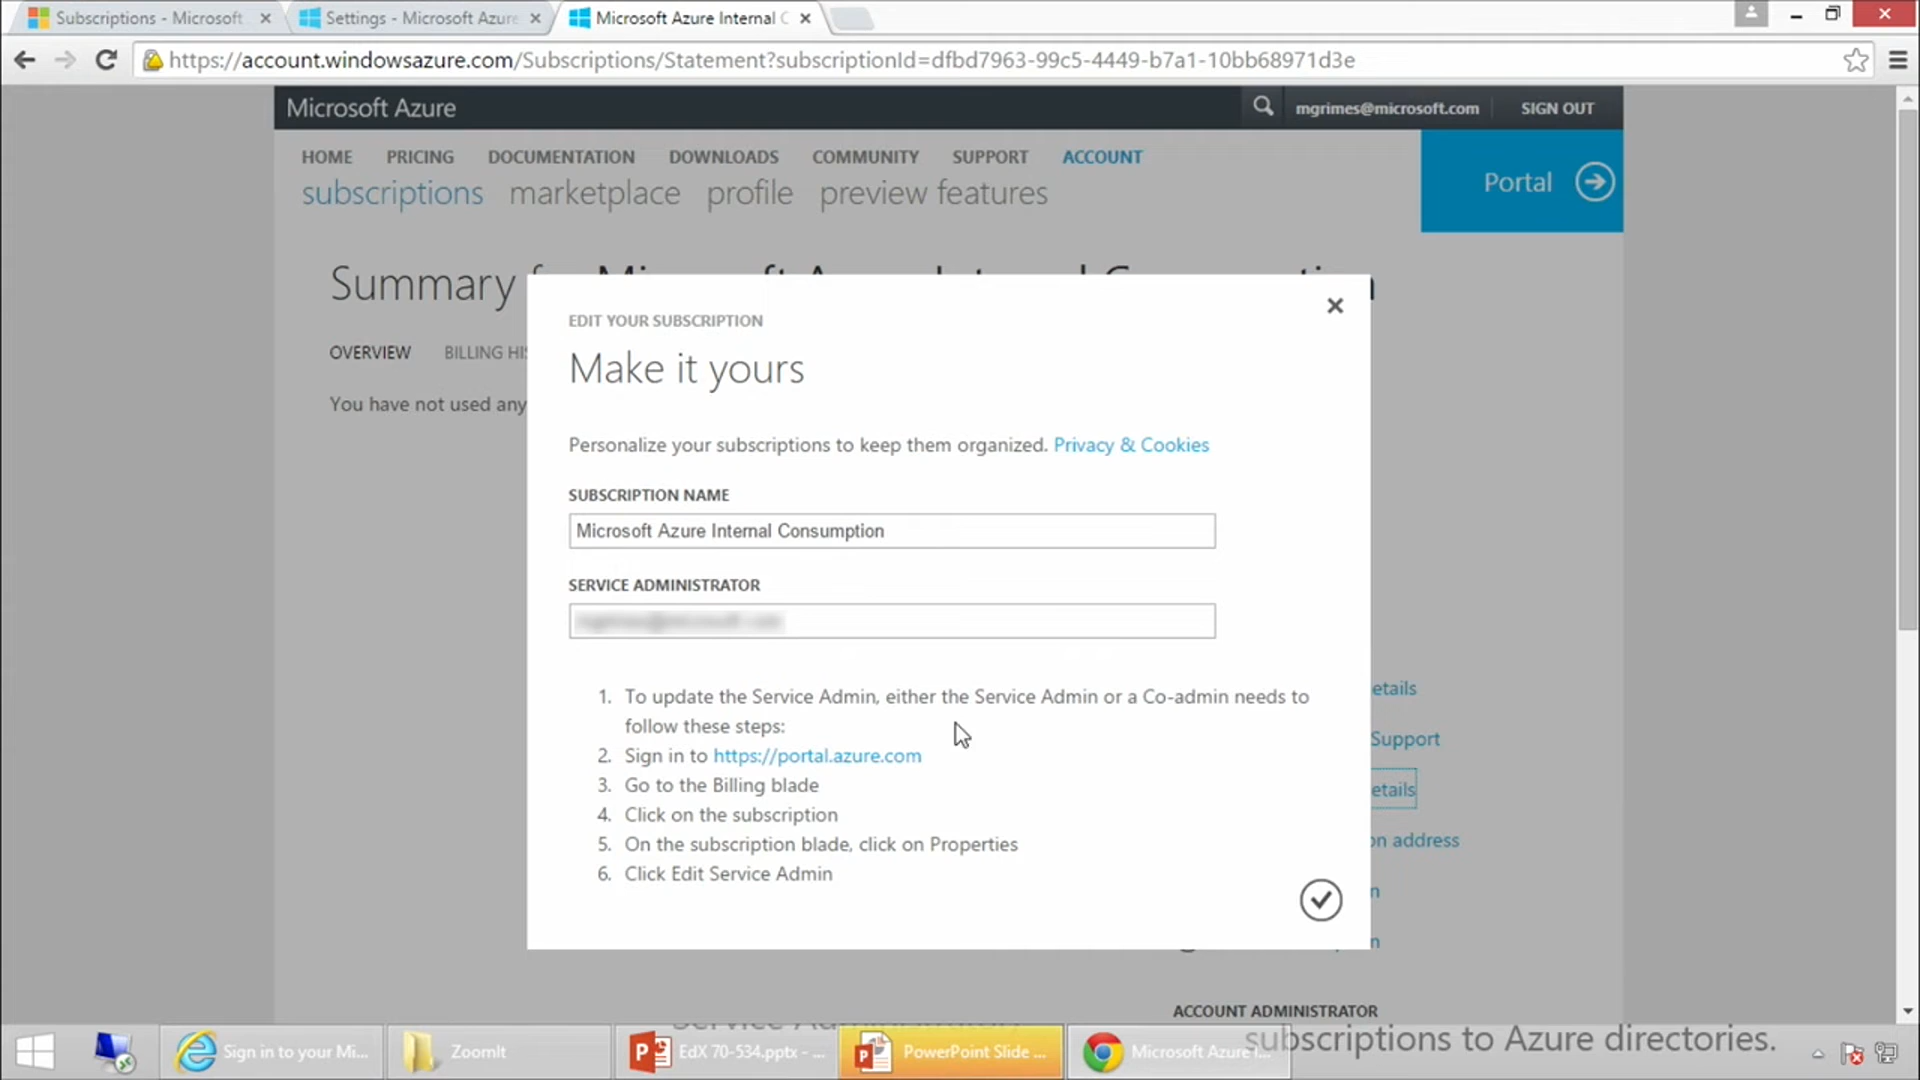 Subscriptions - Microsoft
Settings - Microsoft Azure
Microsoft Azure Internal C
https://account.windowsazure.com/Subscriptions/Statement?subscriptionId=dfbd7963-99c5-4449-b7a1-10bb68971d3e
Microsoft Azure
mgrimes@microsoft.com
SIGN OUT
HOME PRICING DOCUMENTATION DOWNLOADS COMMUNITY SUPPORT ACCOUNT
subscriptions marketplace profile preview features
Portal
Summary
OVERVIEW BILLING HIS
You have not used any
EDIT YOUR SUBSCRIPTION
Make it yours
Personalize your subscriptions to keep them organized. Privacy & Cookies
SUBSCRIPTION NAME
Microsoft Azure Internal Consumption
SERVICE ADMINISTRATOR
1. To update the Service Admin, either the Service Admin or a Co-admin needs to
follow these steps:
2. Sign in to https://portal.azure.com
3. Go to the Billing blade
4. Click on the subscription
5. On the subscription blade, click on Properties
6. Click Edit Service Admin
etails
Support
etails
on address
n
n
ACCOUNT ADMINISTRATOR
subscriptions to Azure directories.
Sign in to your Mi...
ZoomIt
EdX 70-534.pptx - ...
PowerPoint Slide ...
Microsoft Azure I...